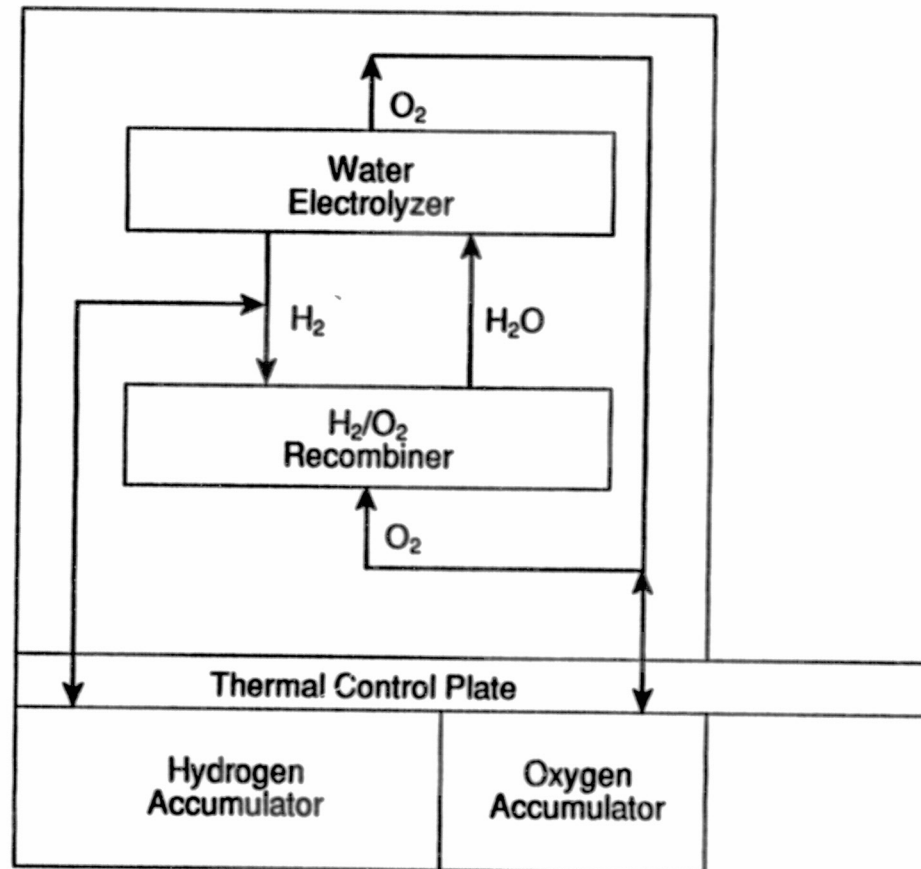 O₂
Water
Electrolyzer
H₂
H₂O
H₂/O₂
Recombiner
O₂
Thermal Control Plate
Hydrogen
Accumulator
Oxygen
Accumulator